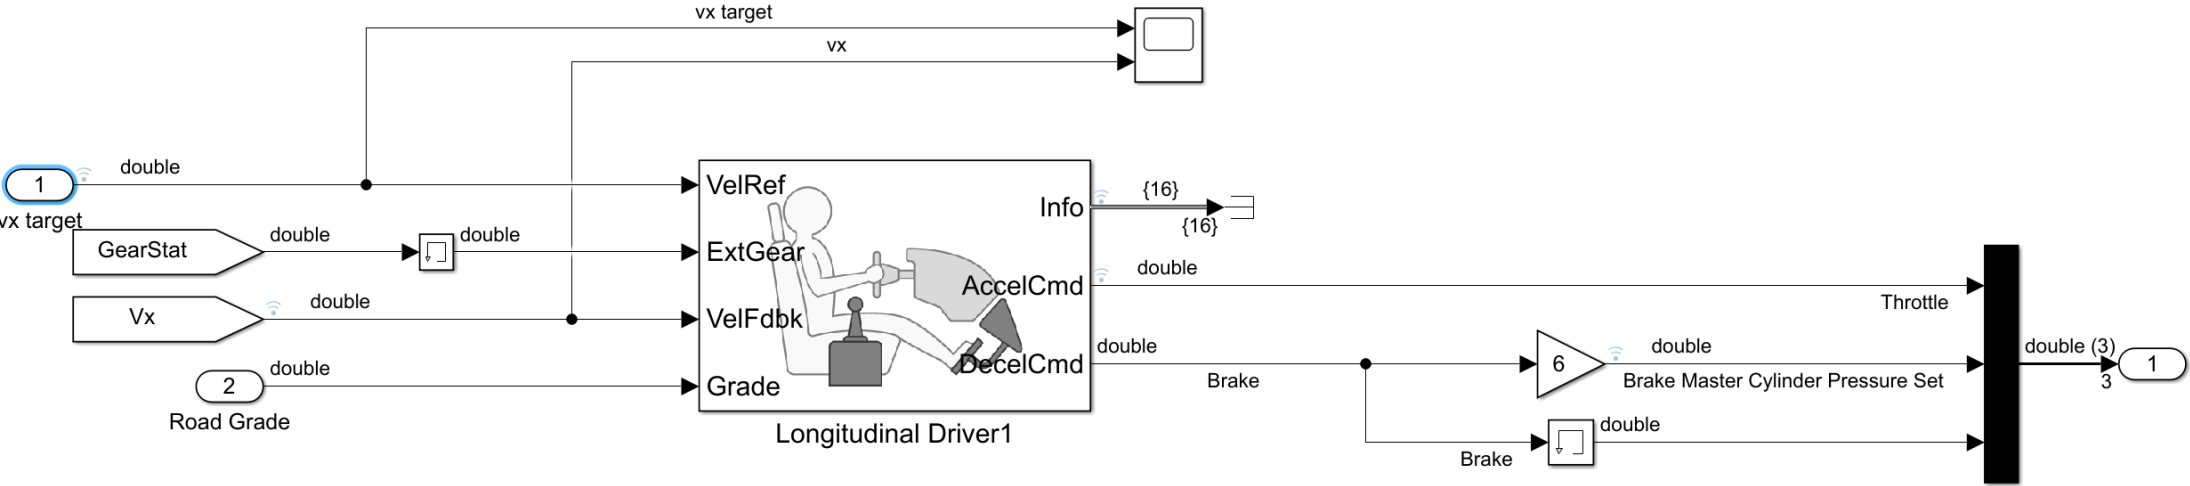 vx target
vx
double
1
vx target
VelRef
Info
{16}
{16}
GearStat
double
double
ExtGear
AccelCmd
double
Throttle
Vx
double
VelFdbk
DecelCmd
double
Brake
6
double
Brake Master Cylinder Pressure Set
double (3)
3
1
2
double
Road Grade
Grade
Longitudinal Driver1
Brake
double